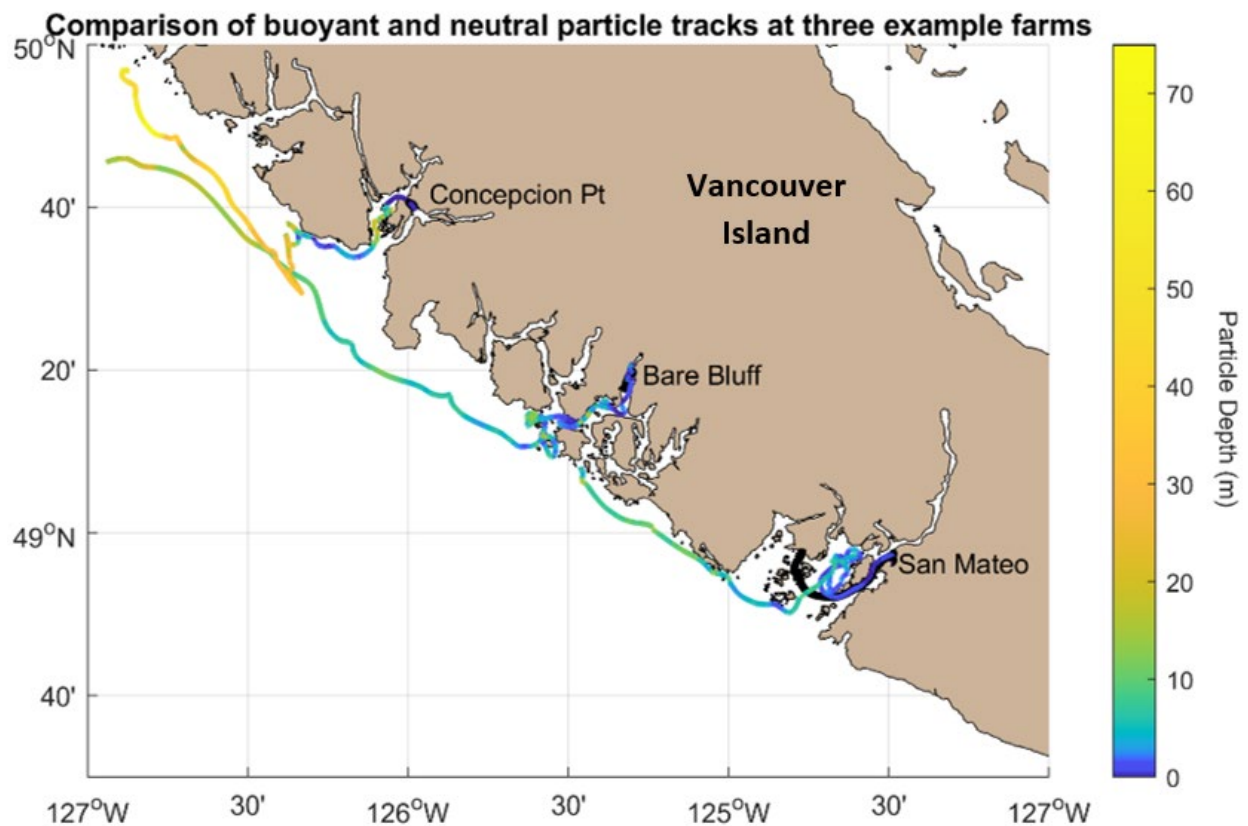 Comparison of buoyant and neutral particle tracks at three example farms
50°N
40'
20'
49°N
40'
127°W
30'
126°W
30'
125°W
30'
127°W
Concepcion Pt
Vancouver
Island
Bare Bluff
San Mateo
70
60
50
40
30
20
10
0
Particle Depth (m)